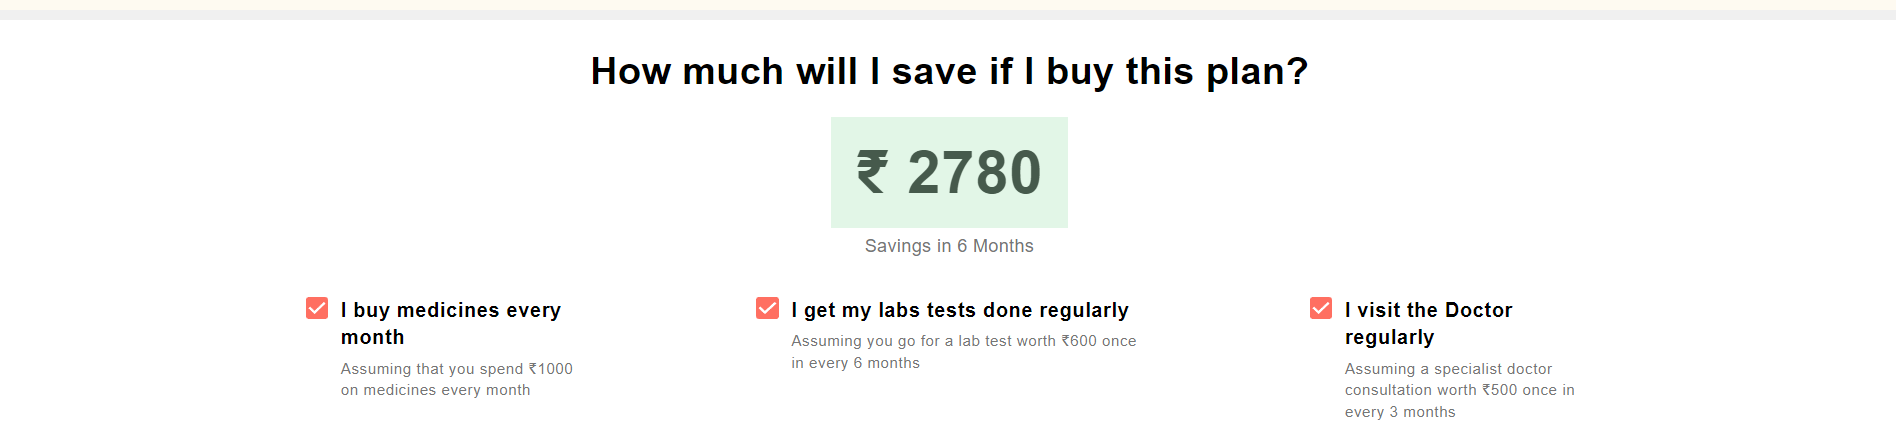 How much will I save if I buy this plan?
₹ 2780
Savings in 6 Months
I buy medicines every
month
Assuming that you spend ₹1000
on medicines every month
I get my labs tests done regularly
Assuming you go for a lab test worth ₹600 once
in every 6 months
I visit the Doctor
regularly
Assuming a specialist doctor
consultation worth ₹500 once in
every 3 months